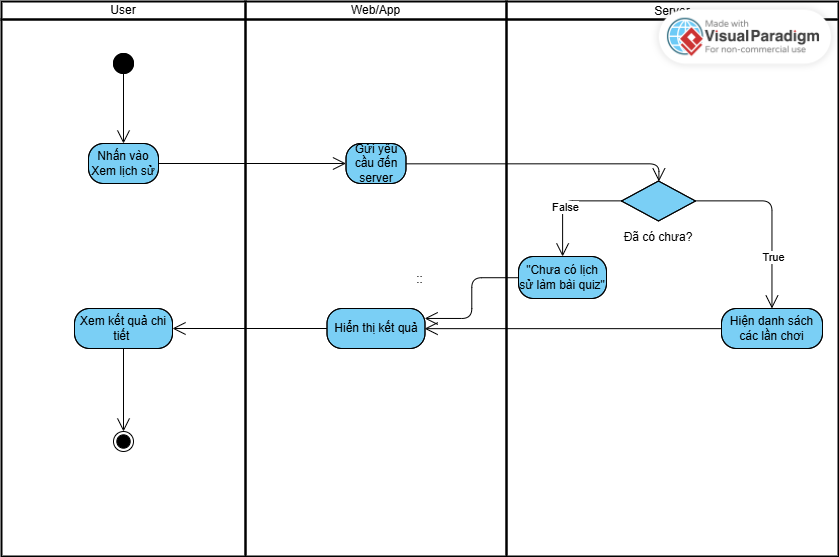 User
Web/App
Server
Made with
VisualParadigm
For non-commercial use
Nhấn vào
Xem lịch sử
Gửi yêu
cầu đến
server
False
Đã có chưa?
True
"Chưa có lịch
sử làm bài quiz"
::
Xem kết quả chi
tiết
Hiển thị kết quả
Hiện danh sách
các lần chơi